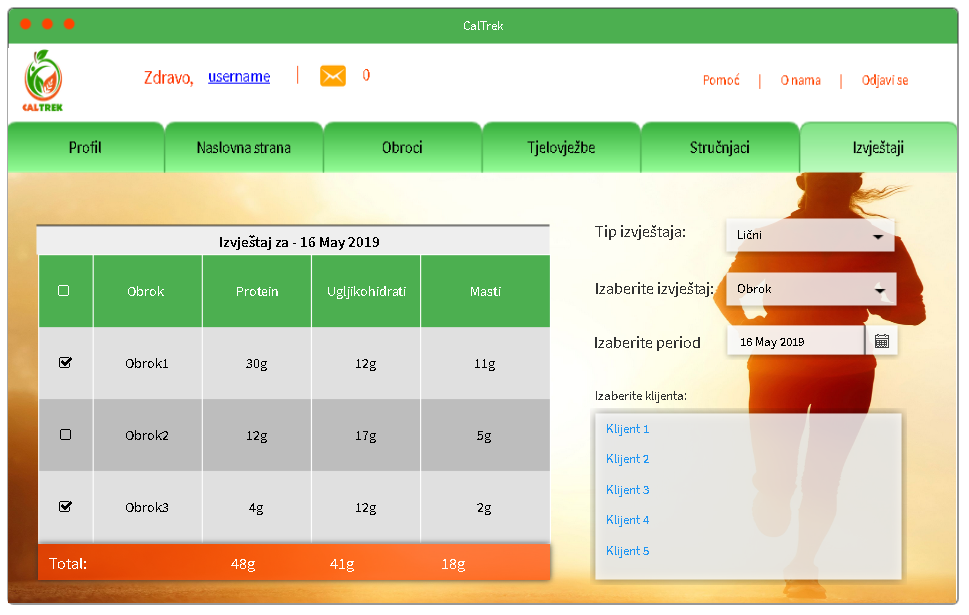 CalTrek
CALTREK
Zdravo, username | 0
Pomoć | O nama | Odjavi se
Profil
Naslovna strana
Obroci
Tjelovježbe
Stručnjaci
Izvještaji
Izvještaj za - 16 May 2019
Obrok Protein Ugljikohidrati Masti
Obrok1 30g 12g 11g
Obrok2 12g 17g 5g
Obrok3 4g 12g 2g
Total: 48g 41g 18g
Tip izvještaja: Lični
Izaberite izvještaj: Obrok
Izaberite period 16 May 2019
Izaberite klijenta:
Klijent 1
Klijent 2
Klijent 3
Klijent 4
Klijent 5